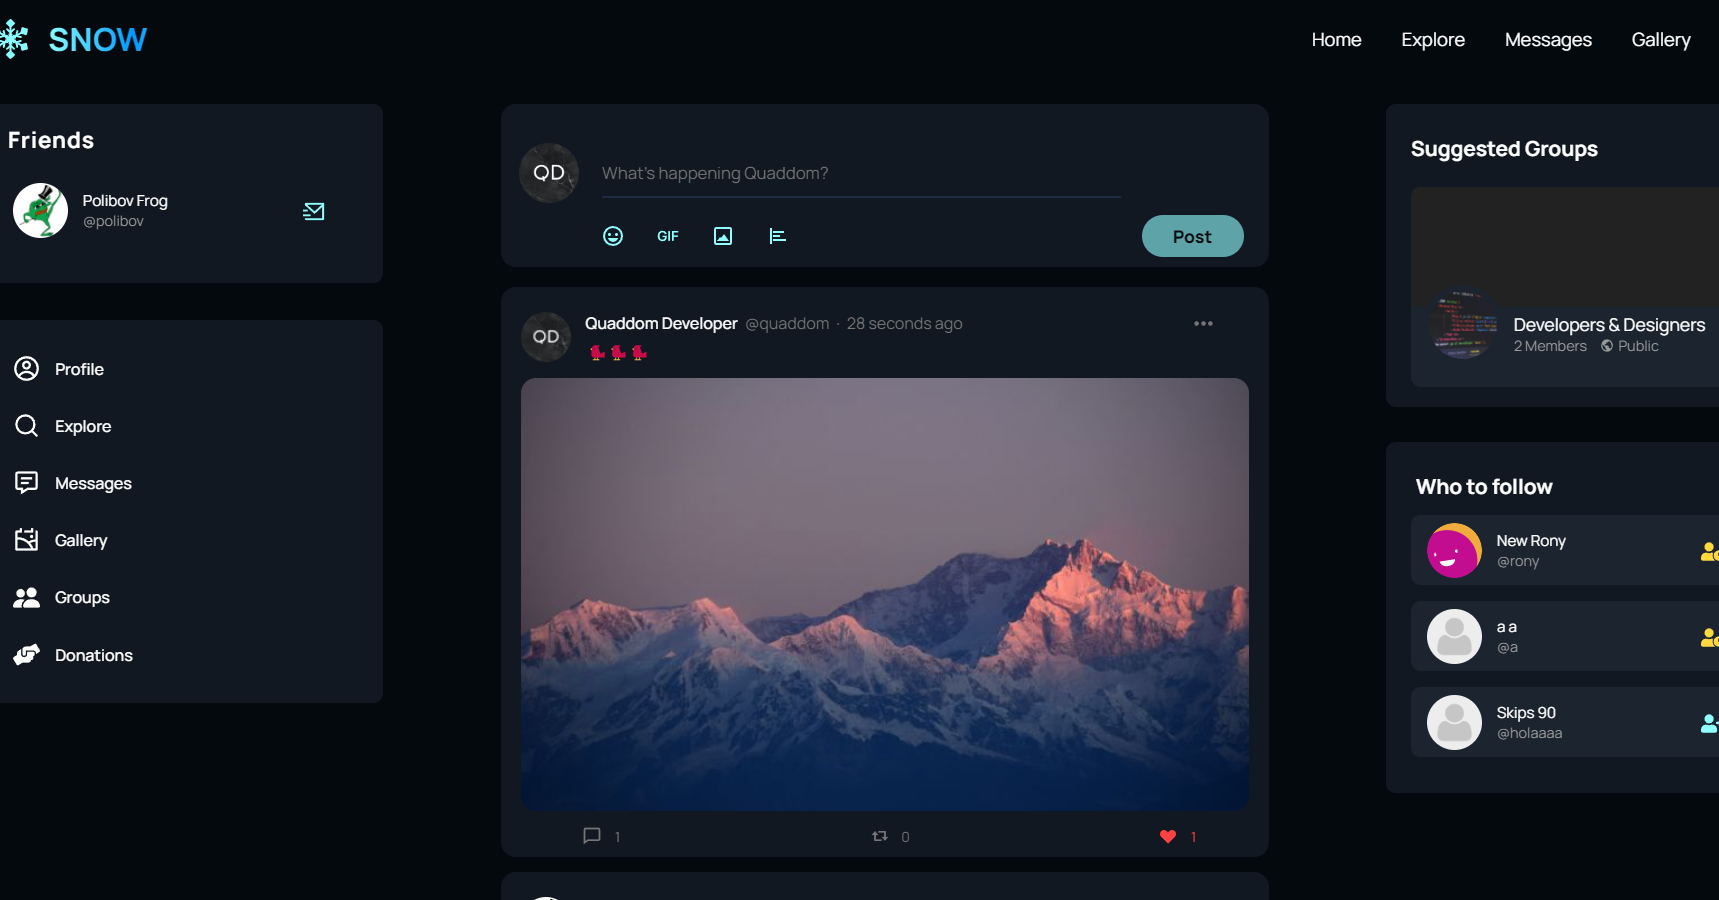 SNOW
Home
Explore
Messages
Gallery
Friends
Polibov Frog
@polibov
Profile
Explore
Messages
Gallery
Groups
Donations
QD
What's happening Quaddom?
GIF
Post
QD
Quaddom Developer @quaddom · 28 seconds ago
1
0
1
Suggested Groups
Developers & Designers
2 Members Public
Who to follow
New Rony
@rony
a a
@a
Skips 90
@holaaaa